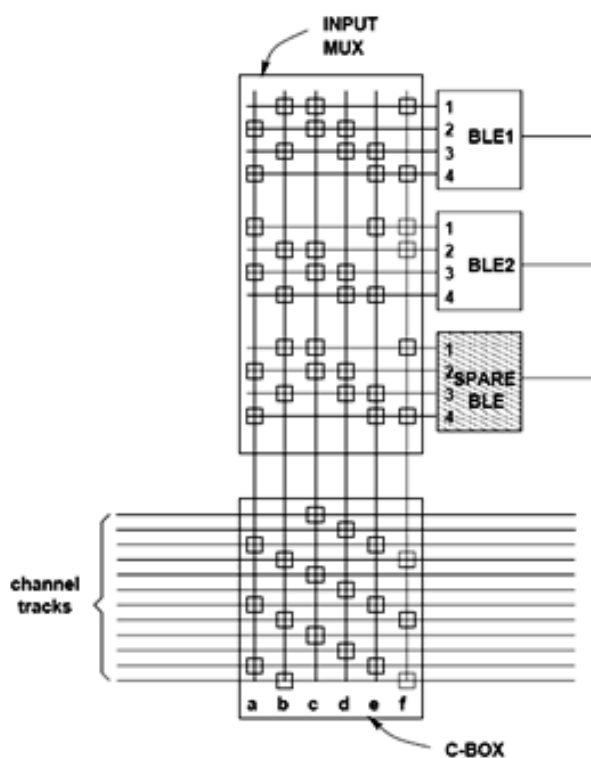 INPUT
MUX
1
2
3
4
BLE1
1
2
3
4
BLE2
1
2
3
4
SPARE
BLE
channel
tracks
a b c d e f
C-BOX